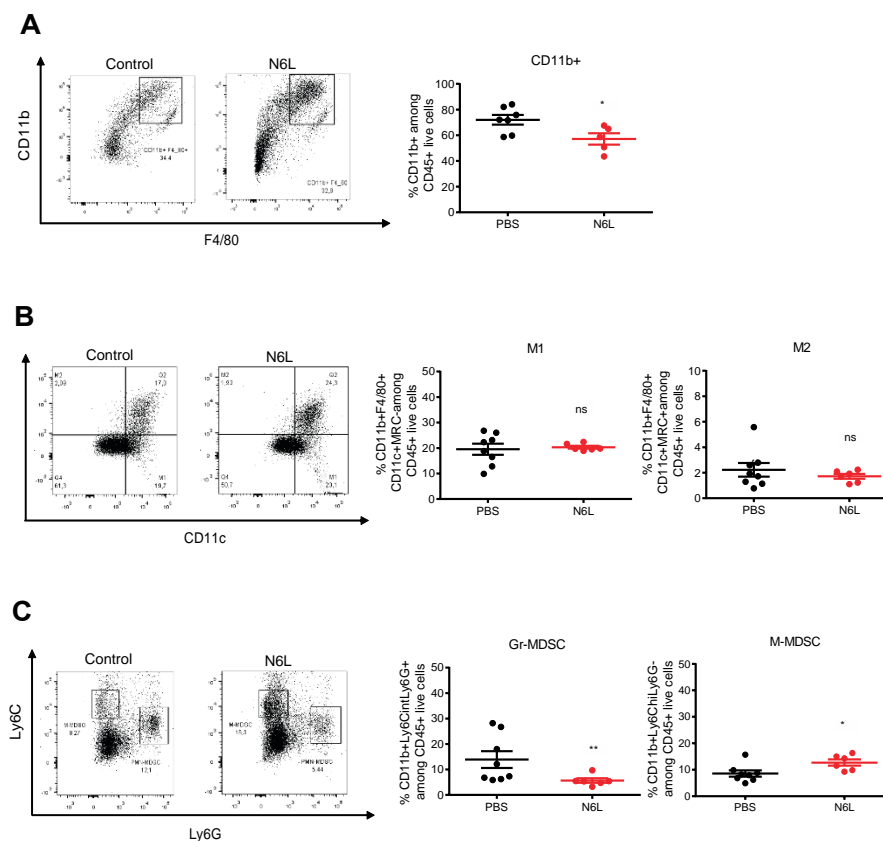 A
Control
N6L
CD11b
CD11b+ F4_80+
34,4
CD11b+ F4_80
32,0
F4/80
CD11b+
% CD11b+ among
CD45+ live cells
100
80
60
40
20
0
*
PBS
N6L
B
Control
N6L
M2
2,09
Q2
17,0
Q4
61,3
M1
19,7
M2
1,92
Q2
24,3
Q4
50,7
M1
23,1
CD11c
M1
% CD11b+F4/80+
CD11c+MRC-among
CD45+ live cells
50
40
30
20
10
0
ns
PBS
N6L
M2
% CD11b+F4/80+
CD11c+MRC+among
CD45+ live cells
10
8
6
4
2
0
ns
PBS
N6L
C
Control
N6L
Ly6C
M-MDSC
8,27
PMN-MDSC
12,1
M-MDSC
18,3
PMN-MDSC
5,44
Ly6G
Gr-MDSC
% CD11b+Ly6CintLy6G+
among CD45+ live cells
50
40
30
20
10
0
**
PBS
N6L
M-MDSC
% CD11b+Ly6ChiLy6G-
among CD45+ live cells
50
40
30
20
10
0
*
PBS
N6L